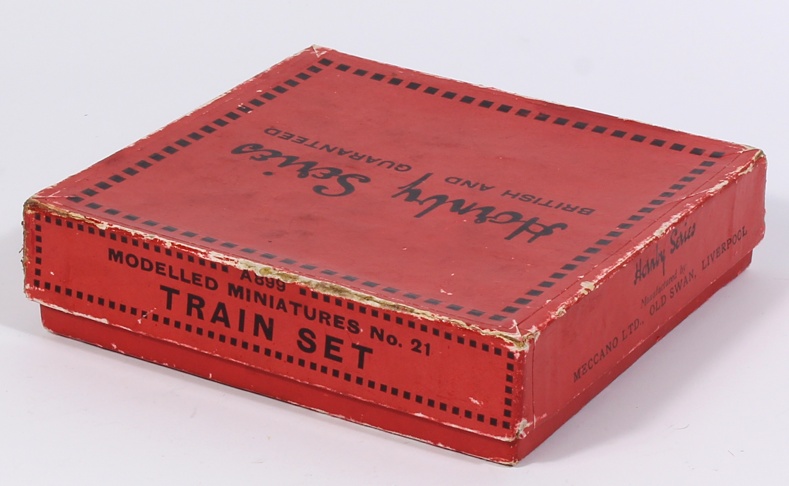 Hornby Series
BRITISH AND GUARANTEED
A899
MODELLED MINIATURES No. 21
TRAIN SET
Hornby Series
Manufactured by
MECCANO LTD., OLD SWAN, LIVERPOOL